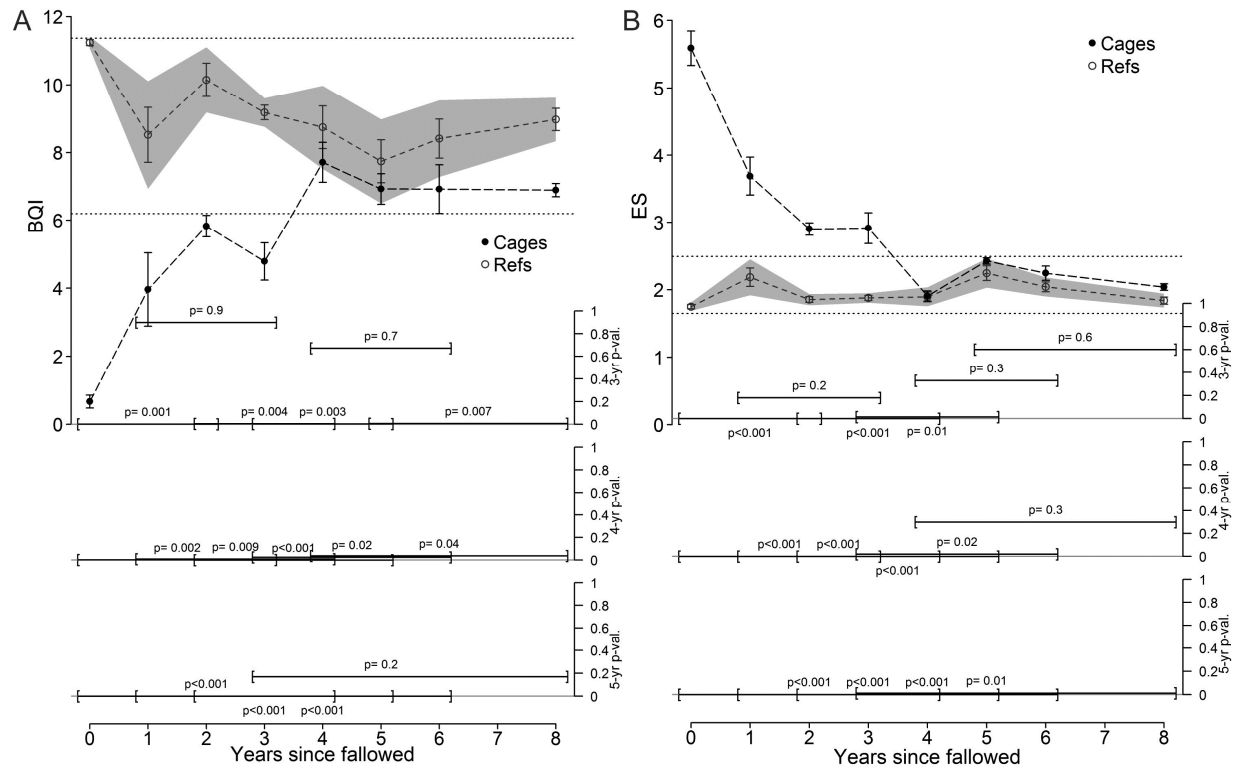 A
12
10
8
6
4
2
0
BQI
Cages
Refs
p= 0.9
p= 0.7
p= 0.001
p= 0.004
p= 0.003
p= 0.007
1
0.8
0.6
0.4
0.2
0
3-yr p-val.
p= 0.002
p= 0.009
p<0.001
p= 0.02
p= 0.04
1
0.8
0.6
0.4
0.2
0
4-yr p-val.
p= 0.2
p<0.001
p<0.001
p<0.001
1
0.8
0.6
0.4
0.2
0
5-yr p-val.
0 1 2 3 4 5 6 7 8
Years since fallowed
B
6
5
4
3
2
1
0
ES
Cages
Refs
p= 0.6
p= 0.3
p= 0.2
p<0.001
p<0.001
p= 0.01
1
0.8
0.6
0.4
0.2
0
3-yr p-val.
p= 0.3
p<0.001
p<0.001
p= 0.02
p<0.001
1
0.8
0.6
0.4
0.2
0
4-yr p-val.
p<0.001
p<0.001
p<0.001
p= 0.01
1
0.8
0.6
0.4
0.2
0
5-yr p-val.
0 1 2 3 4 5 6 7 8
Years since fallowed